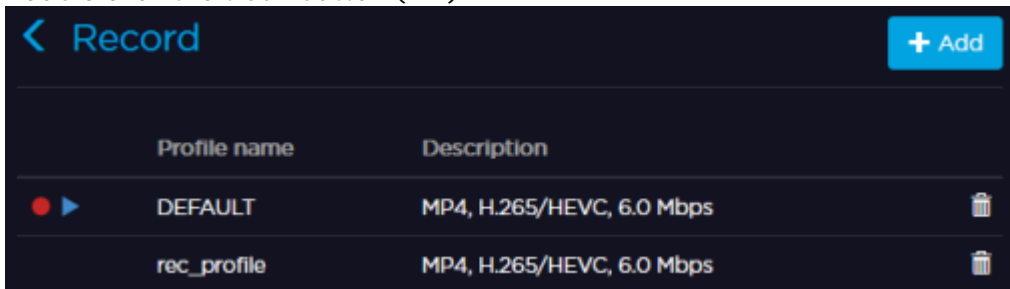 Record
+ Add
Profile name Description
DEFAULT MP4, H.265/HEVC, 6.0 Mbps
rec_profile MP4, H.265/HEVC, 6.0 Mbps